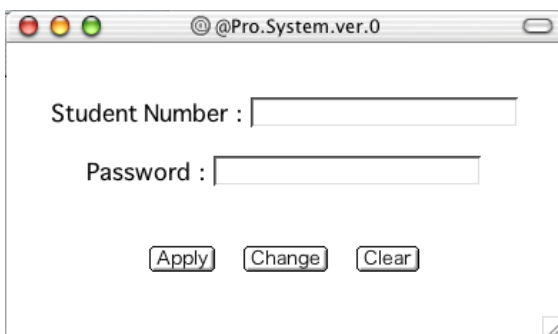 @ @Pro.System.ver.0
Student Number :
Password :
Apply Change Clear